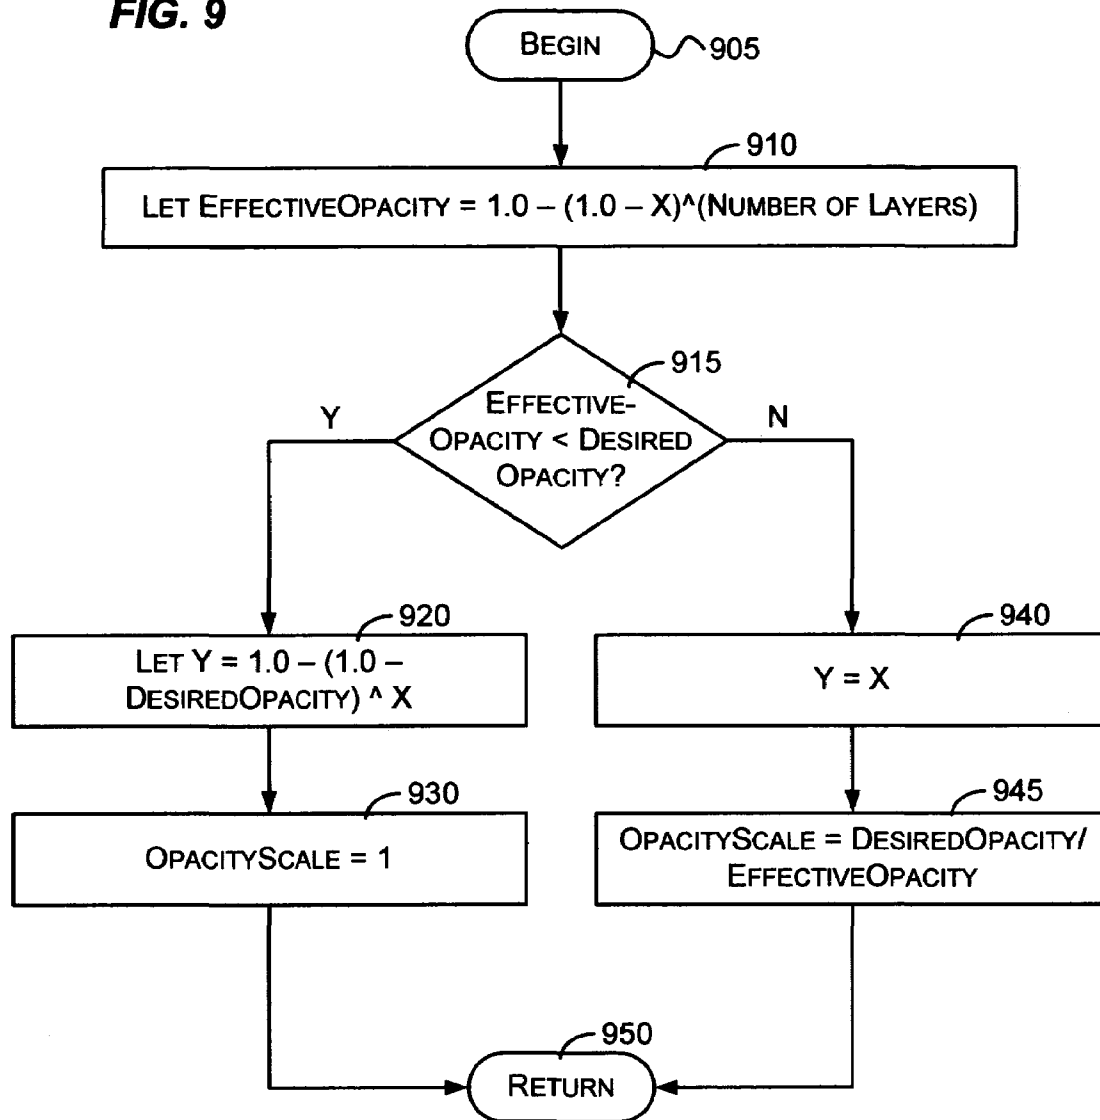 FIG. 9
BEGIN
905
910
LET EFFECTIVEOPACITY = 1.0 – (1.0 – X)^(NUMBER OF LAYERS)
915
EFFECTIVE-
OPACITY < DESIRED
OPACITY?
Y
N
920
LET Y = 1.0 – (1.0 –
DESIREDOPACITY) ^ X
940
Y = X
930
OPACITYSCALE = 1
945
OPACITYSCALE = DESIREDOPACITY/
EFFECTIVEOPACITY
950
RETURN